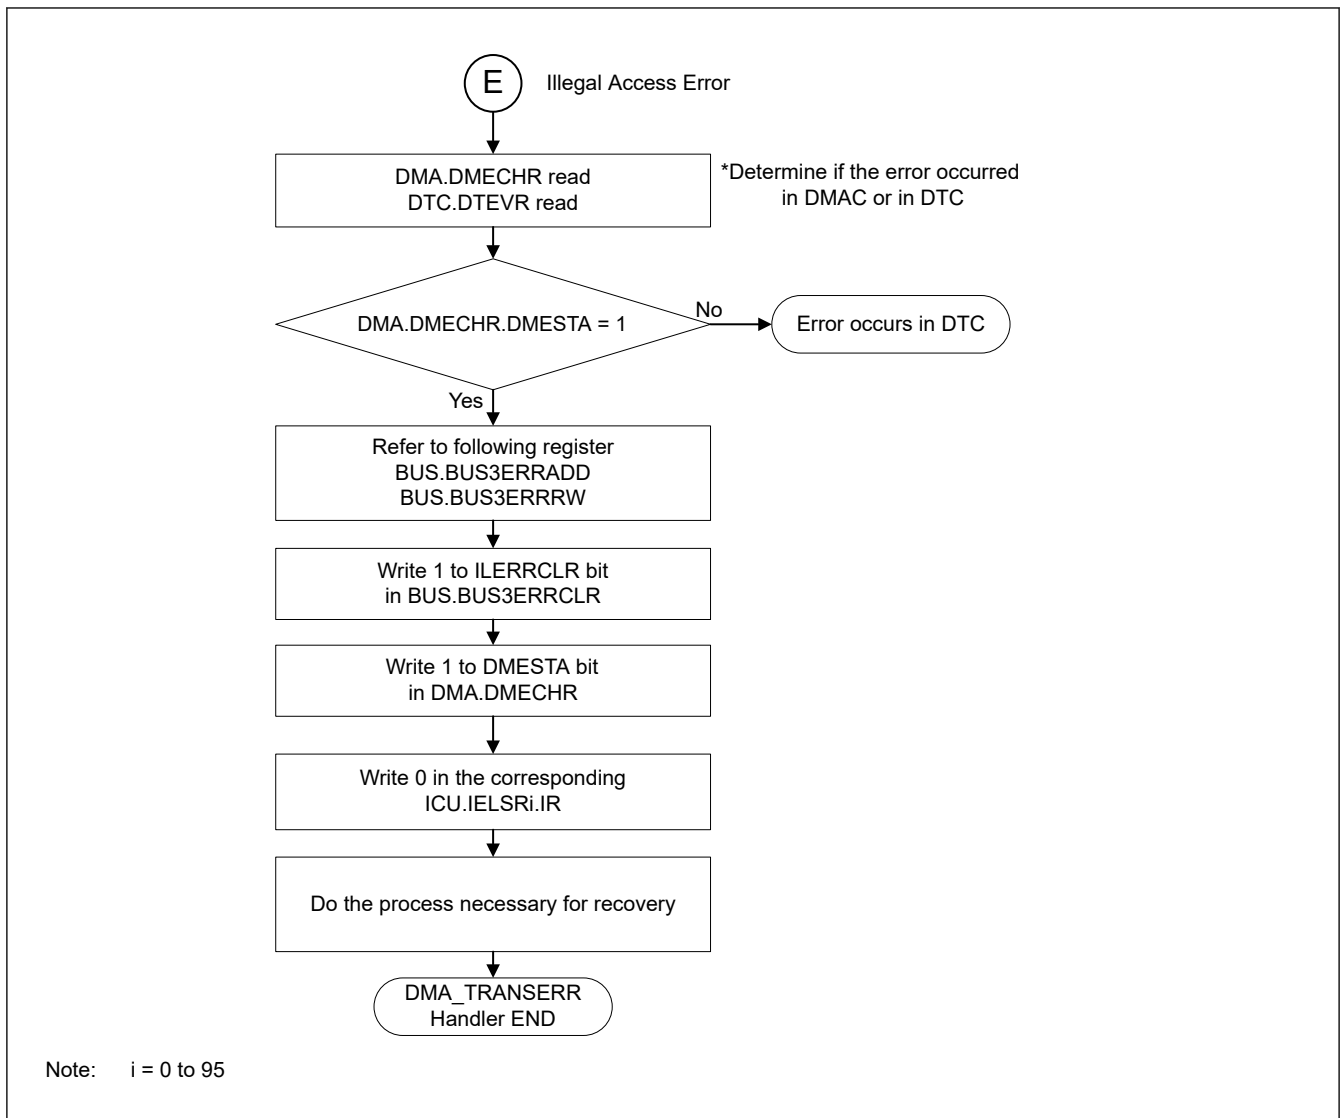 E
Illegal Access Error
DMA.DMECHR read
DTC.DTEVR read
*Determine if the error occurred
in DMAC or in DTC
DMA.DMECHR.DMESTA = 1
No
Error occurs in DTC
Yes
Refer to following register
BUS.BUS3ERRADD
BUS.BUS3ERRRW
Write 1 to ILERRCLR bit
in BUS.BUS3ERRCLR
Write 1 to DMESTA bit
in DMA.DMECHR
Write 0 in the corresponding
ICU.IELSRi.IR
Do the process necessary for recovery
DMA_TRANSERR
Handler END
Note: i = 0 to 95